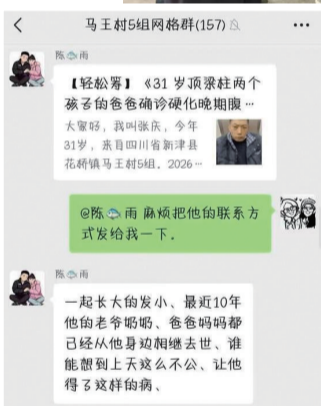 马王村5组网格群(157)
陈🐟雨
【轻松筹】《31岁顶梁柱两个
孩子的爸爸确诊硬化晚期腹…
大家好，我叫张庆，今年
31岁，来自四川省新津县
花桥镇马王村5组。2026…
@陈🐟雨 麻烦把他的联系方
式发给我一下。
陈🐟雨
一起长大的发小、最近10年
他的老爷奶奶、爸爸妈妈都
已经从他身边相继去世、谁
能想到上天这么不公、让他
得了这样的病、